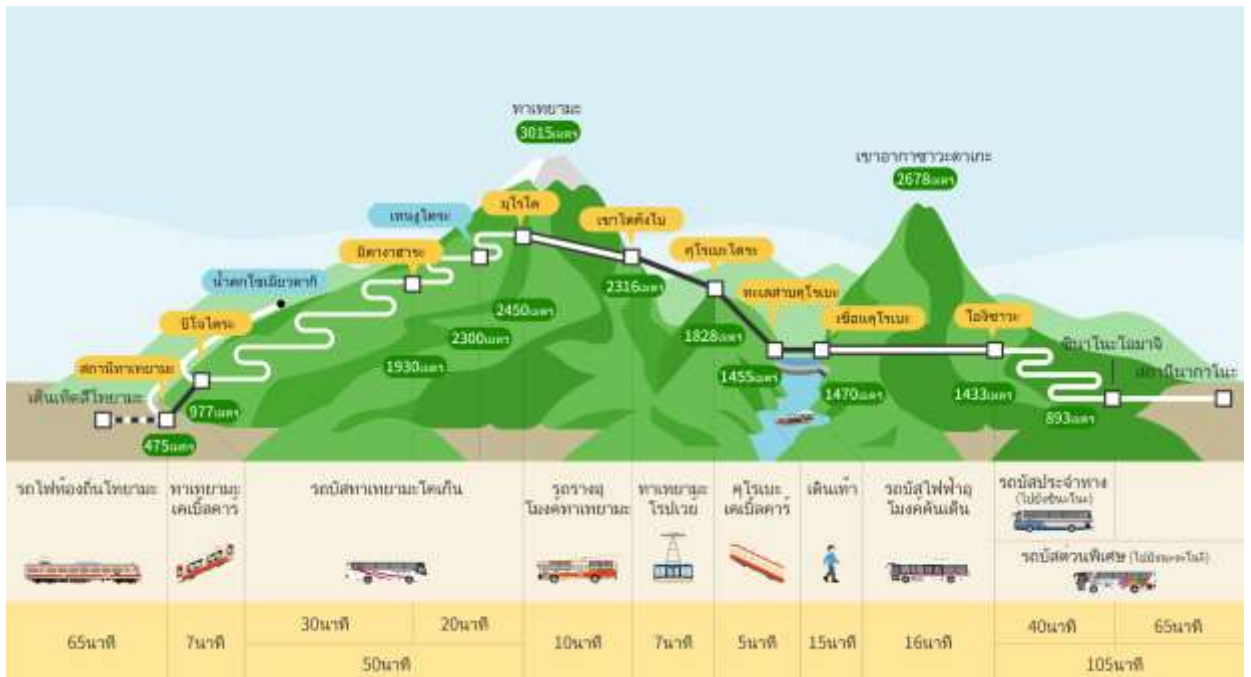 ทาเทยามะ
3015เมตร
เขาอากาซาวะดาเกะ
2678เมตร
มุโรโด
เทนงูไดระ
เขาไดคังโบ
มิดางาฮาระ
คุโรเบะไดระ
น้ำตกโชเมียวดากิ
2316เมตร
ทะเลสาบคุโรเบะ
บิโจไดระ
2450เมตร
เขื่อนคุโรเบะ
โอกิซาวะ
2300เมตร
1828เมตร
ชินาโนะโอมาจิ
สถานีทาเทยามะ
1930เมตร
1455เมตร
สถานีนากาโนะ
เด็นเท็ตสึโทยามะ
977เมตร
1470เมตร
1433เมตร
893เมตร
475เมตร
รถไฟท้องถิ่นโทยามะ
ทาเทยามะ
เคเบิ้ลคาร์
รถบัสทาเทยามะโคเก็น
รถรางอุ
โมงค์ทาเทยามะ
ทาเทยามะ
โรปเวย์
คุโรเบะ
เคเบิ้ลคาร์
เดินเท้า
รถบัสไฟฟ้าอุ
โมงค์คันเด็น
รถบัสประจำทาง
รถบัสด่วนพิเศษ
65นาที
7นาที
30นาที
20นาที
50นาที
10นาที
7นาที
5นาที
15นาที
16นาที
40นาที
65นาที
105นาที